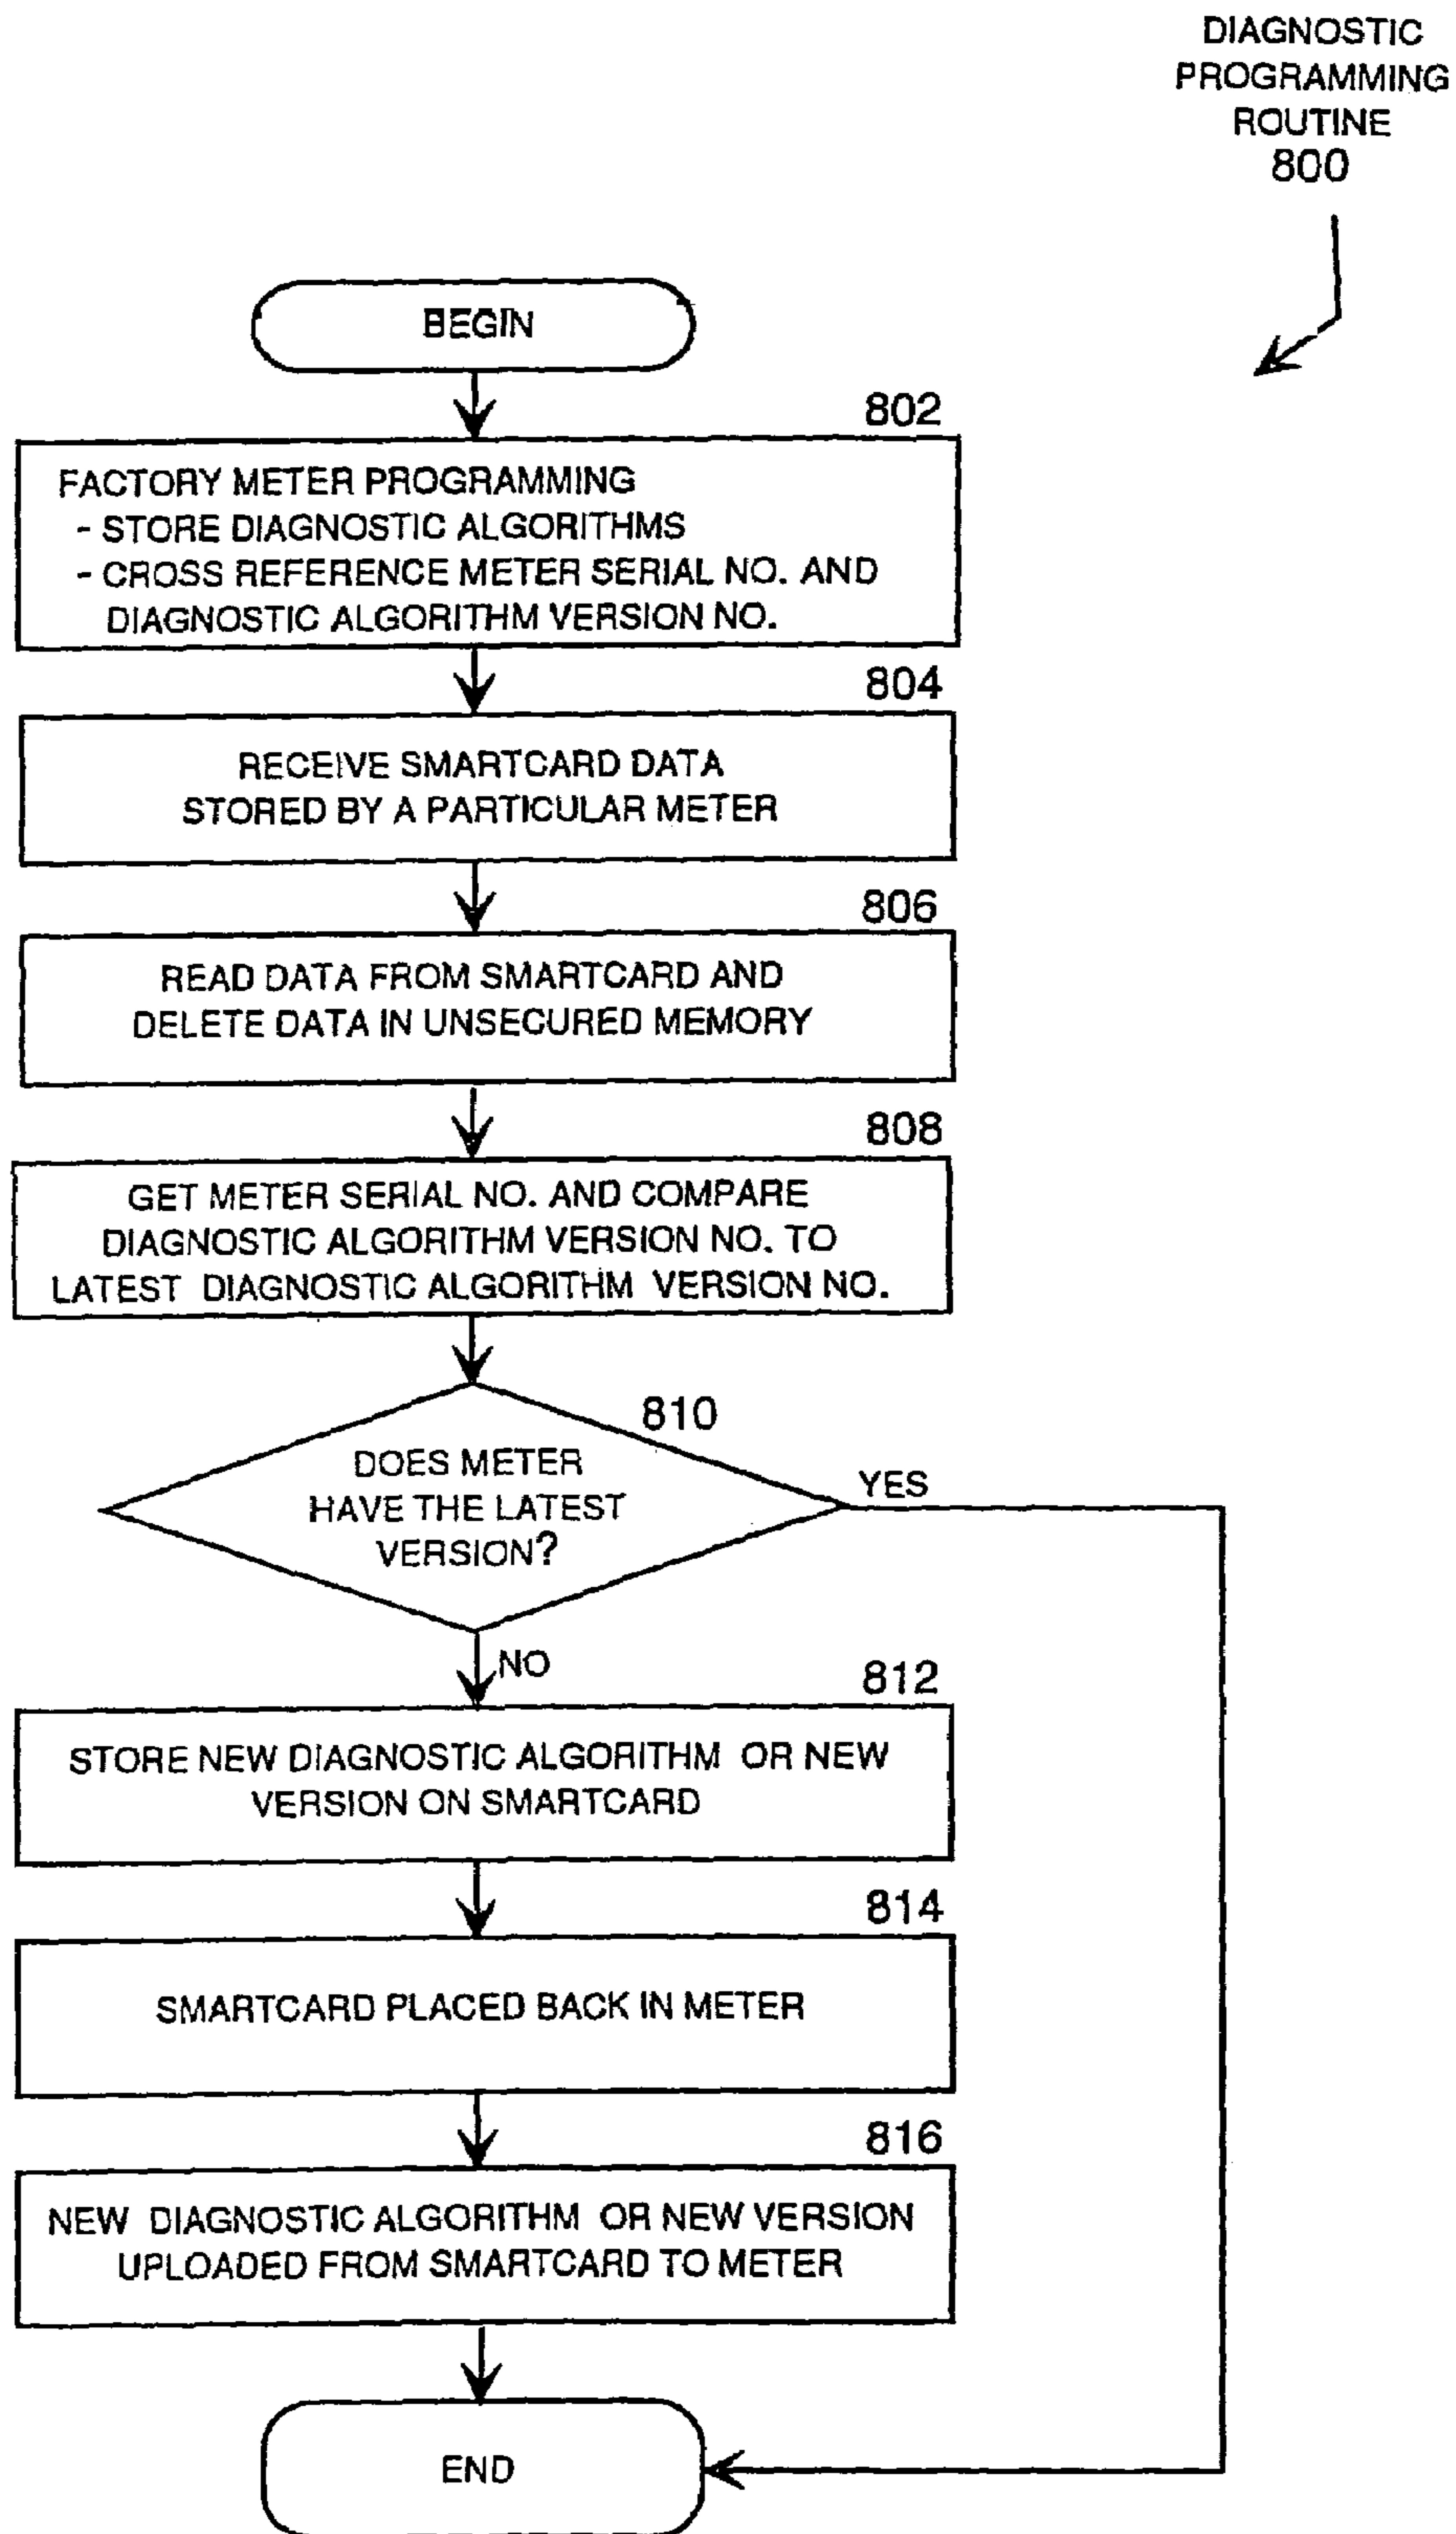 DIAGNOSTIC
PROGRAMMING
ROUTINE
800
BEGIN
802
FACTORY METER PROGRAMMING
- STORE DIAGNOSTIC ALGORITHMS
- CROSS REFERENCE METER SERIAL NO. AND
DIAGNOSTIC ALGORITHM VERSION NO.
804
RECEIVE SMARTCARD DATA
STORED BY A PARTICULAR METER
806
READ DATA FROM SMARTCARD AND
DELETE DATA IN UNSECURED MEMORY
808
GET METER SERIAL NO. AND COMPARE
DIAGNOSTIC ALGORITHM VERSION NO. TO
LATEST DIAGNOSTIC ALGORITHM VERSION NO.
810
DOES METER
HAVE THE LATEST
VERSION?
YES
NO
812
STORE NEW DIAGNOSTIC ALGORITHM OR NEW
VERSION ON SMARTCARD
814
SMARTCARD PLACED BACK IN METER
816
NEW DIAGNOSTIC ALGORITHM OR NEW VERSION
UPLOADED FROM SMARTCARD TO METER
END